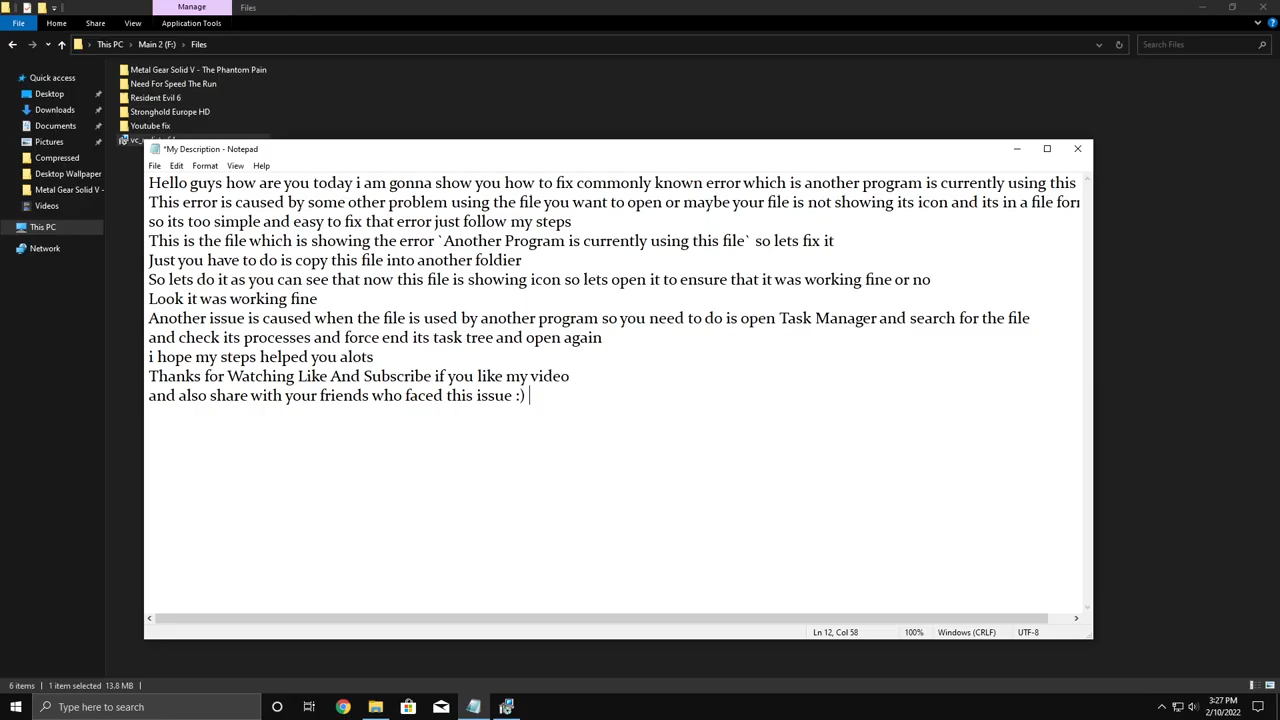 Manage
Files
File
Home
Share
View
Application Tools
This PC
Main 2 (F:)
Files
Search Files
Quick access
Desktop
Downloads
Documents
Pictures
Compressed
Desktop Wallpaper
Metal Gear Solid V -
Videos
This PC
Network
Metal Gear Solid V - The Phantom Pain
Need For Speed The Run
Resident Evil 6
Stronghold Europe HD
Youtube fix
*My Description - Notepad
File Edit Format View Help
Hello guys how are you today i am gonna show you how to fix commonly known error which is another program is currently using this
This error is caused by some other problem using the file you want to open or maybe your file is not showing its icon and its in a file
so its too simple and easy to fix that error just follow my steps
This is the file which is showing the error `Another Program is currently using this file` so lets fix it
Just you have to do is copy this file into another foldier
So lets do it as you can see that now this file is showing icon so lets open it to ensure that it was working fine or no
Look it was working fine
Another issue is caused when the file is used by another program so you need to do is open Task Manager and search for the file
and check its processes and force end its task tree and open again
i hope my steps helped you alots
Thanks for Watching Like And Subscribe if you like my video
and also share with your friends who faced this issue :)
Ln 12, Col 58
100%
Windows (CRLF)
UTF-8
6 items
1 item selected 13.8 MB
Type here to search
3:27 PM
2/10/2022